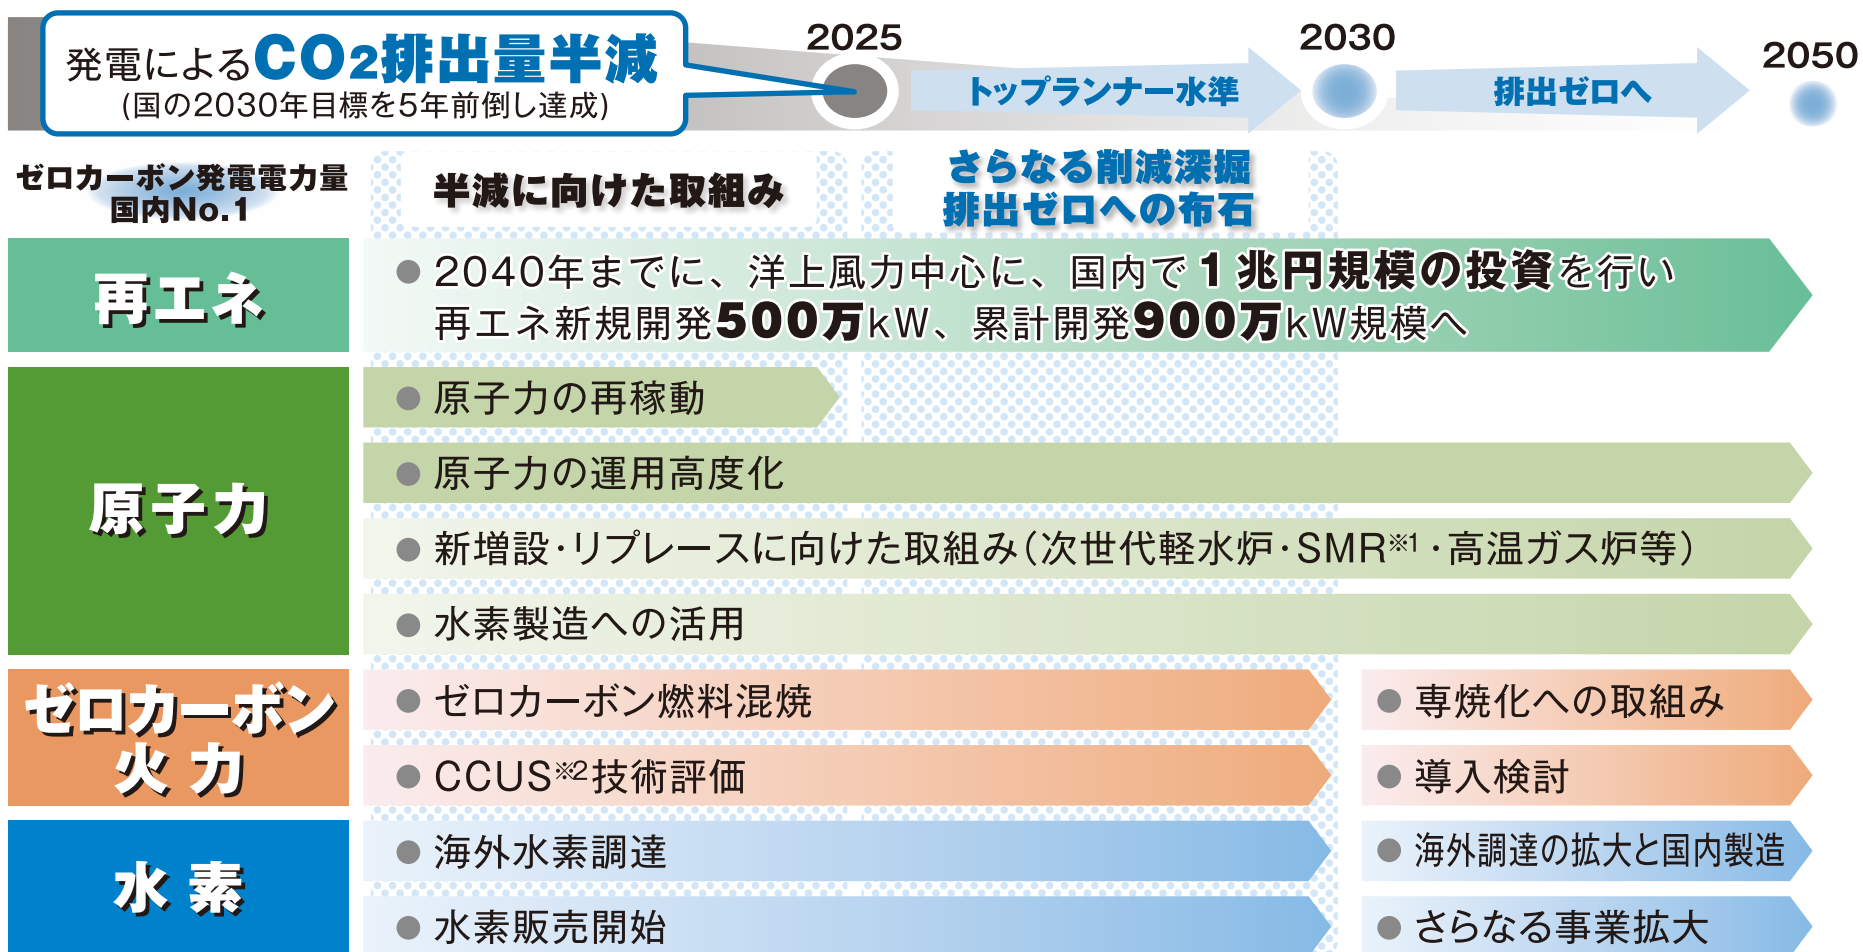 発電によるCO2排出量半減
(国の2030年目標を5年前倒し達成)
2025
トップランナー水準
2030
排出ゼロへ
2050
ゼロカーボン発電電力量
国内No.1
半減に向けた取組み
さらなる削減深掘
排出ゼロへの布石
再エネ
● 2040年までに、洋上風力中心に、国内で1兆円規模の投資を行い
再エネ新規開発500万kW、累計開発900万kW規模へ
原子力
● 原子力の再稼動
● 原子力の運用高度化
● 新増設・リプレースに向けた取組み(次世代軽水炉・SMR※1・高温ガス炉等)
● 水素製造への活用
ゼロカーボン
火力
● ゼロカーボン燃料混焼
● 専焼化への取組み
● CCUS※2技術評価
● 導入検討
水素
● 海外水素調達
● 海外調達の拡大と国内製造
● 水素販売開始
● さらなる事業拡大